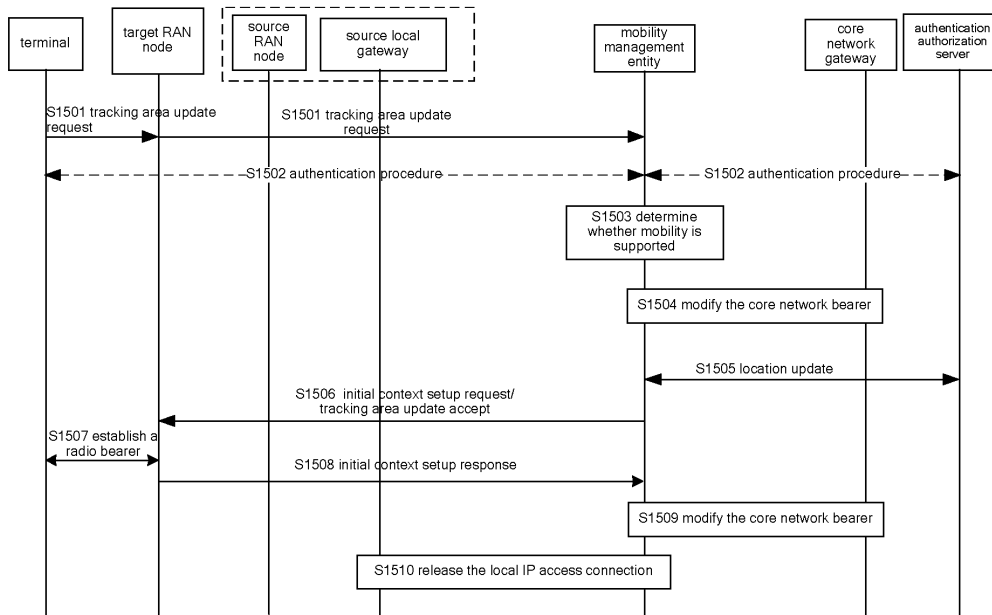 terminal
target RAN
node
source
RAN
node
source local
gateway
mobility
management
entity
core
network
gateway
authentication
authorization
server
S1501 tracking area update
request
S1501 tracking area update
request
S1502 authentication procedure
S1502 authentication procedure
S1503 determine
whether mobility is
supported
S1504 modify the core network bearer
S1505 location update
S1506 initial context setup request/
tracking area update accept
S1507 establish a
radio bearer
S1508 initial context setup response
S1509 modify the core network bearer
S1510 release the local IP access connection